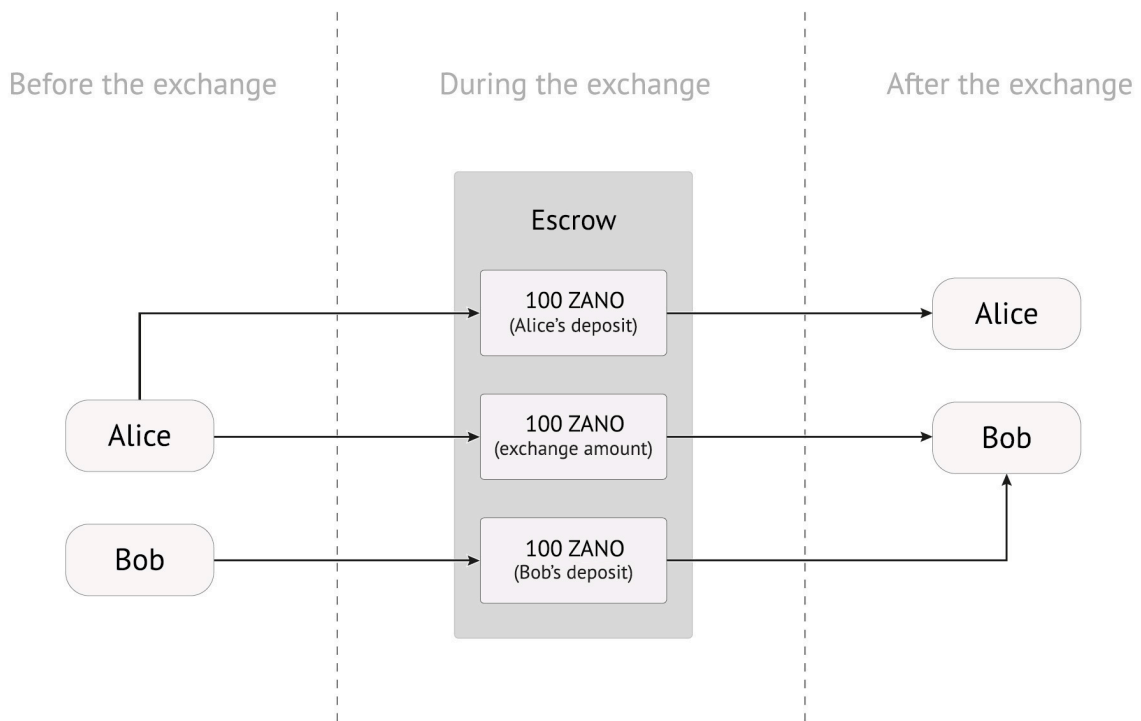 Before the exchange
During the exchange
After the exchange
Escrow
100 ZANO
(Alice’s deposit)
Alice
Alice
100 ZANO
(exchange amount)
Bob
Bob
100 ZANO
(Bob’s deposit)